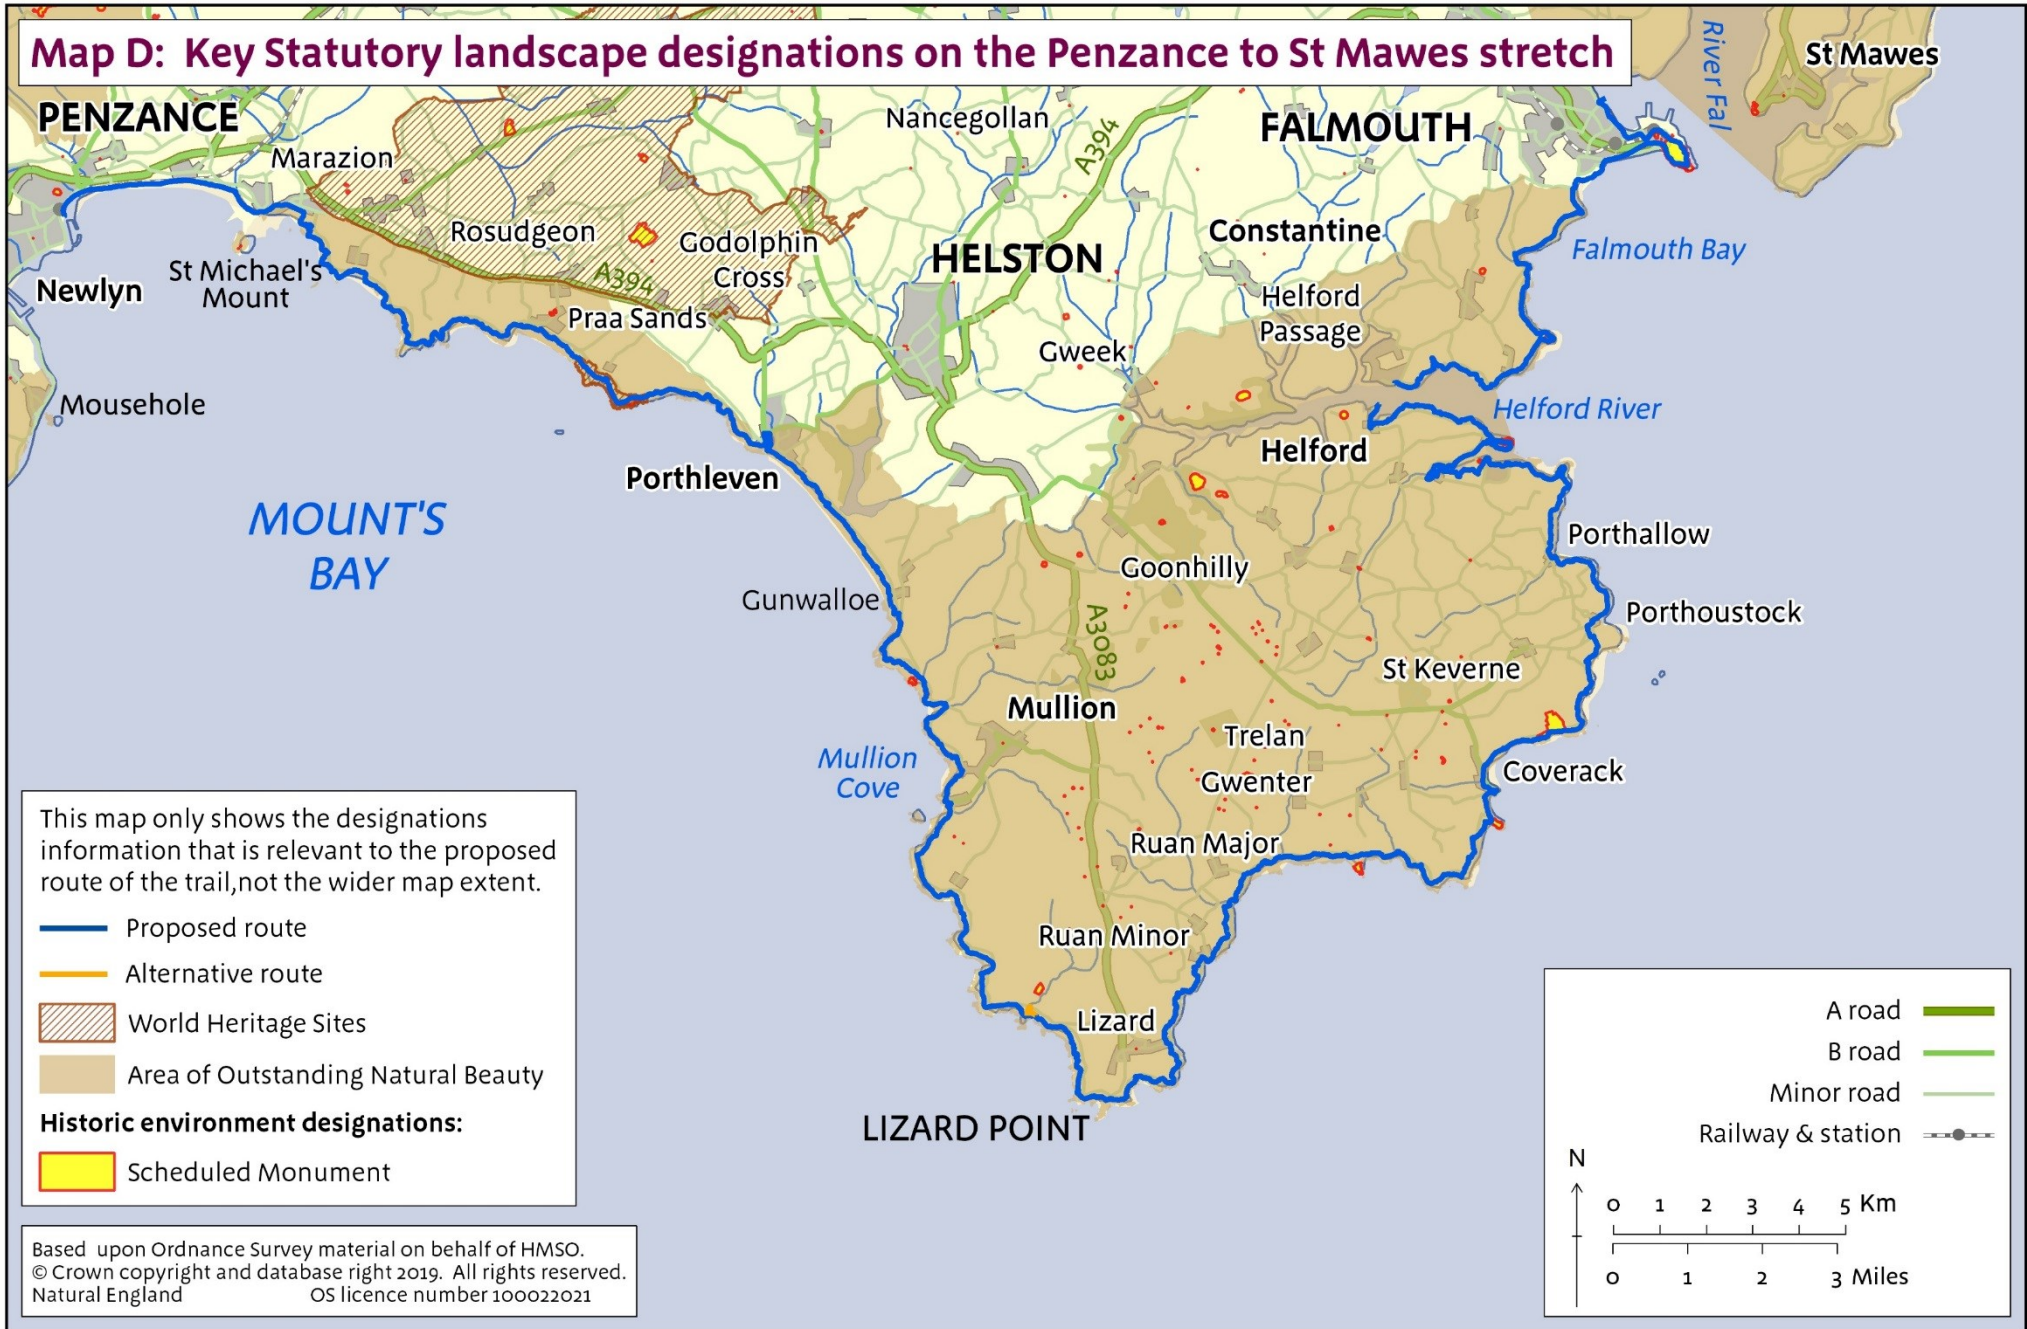 Map D: Key Statutory landscape designations on the Penzance to St Mawes stretch
River Fal
St Mawes
PENZANCE
Nancegollan
A394
FALMOUTH
Marazion
Rosudgeon
Godolphin
Cross
HELSTON
Constantine
Falmouth Bay
Newlyn
St Michael's
Mount
A394
Praa Sands
Helford
Passage
Gweek
Mousehole
Helford River
Porthleven
Helford
MOUNT'S
BAY
Porthallow
Goonhilly
Gunwalloe
A3083
Porthoustock
St Keverne
Mullion
Trelan
Mullion
Cove
Gwenter
Coverack
Ruan Major
Ruan Minor
Lizard
LIZARD POINT
This map only shows the designations
information that is relevant to the proposed
route of the trail,not the wider map extent.
Proposed route
Alternative route
World Heritage Sites
Area of Outstanding Natural Beauty
Historic environment designations:
Scheduled Monument
Based upon Ordnance Survey material on behalf of HMSO.
© Crown copyright and database right 2019. All rights reserved.
Natural England OS licence number 100022021
A road
B road
Minor road
Railway & station
N
0 1 2 3 4 5 Km
0 1 2 3 Miles